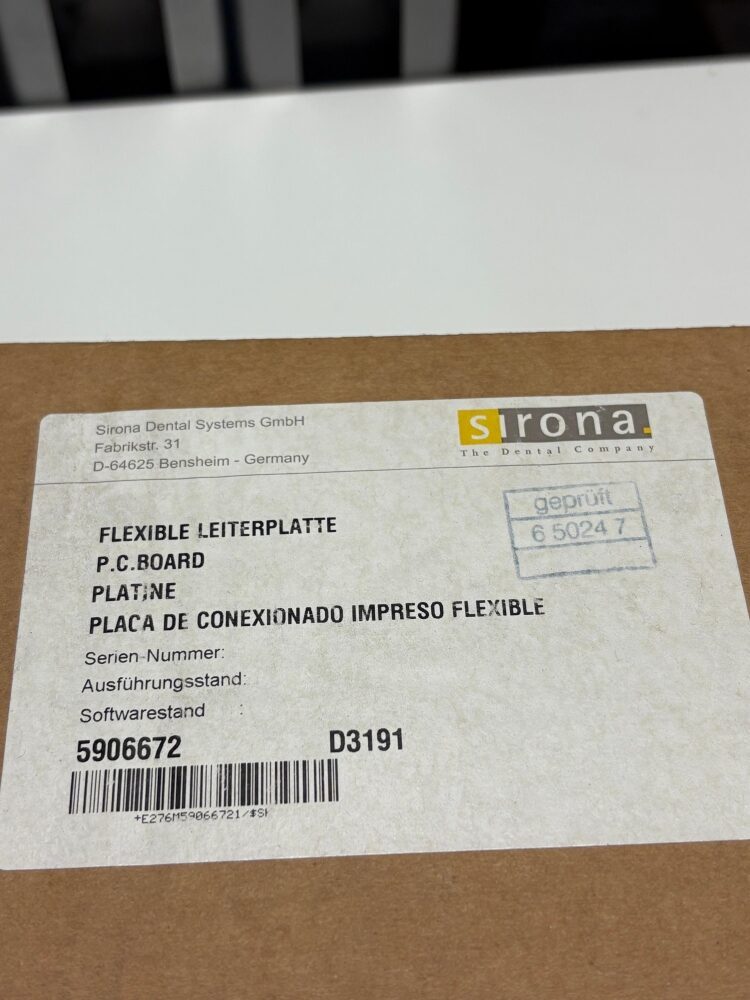 Sirona Dental Systems GmbH
Fabrikstr. 31
D-64625 Bensheim - Germany
sirona.
The Dental Company
geprüft
6 5024 7
FLEXIBLE LEITERPLATTE
P.C.BOARD
PLATINE
PLACA DE CONEXIONADO IMPRESO FLEXIBLE
Serien-Nummer:
Ausführungsstand:
Softwarestand :
5906672 D3191
+E276M59066721/$S